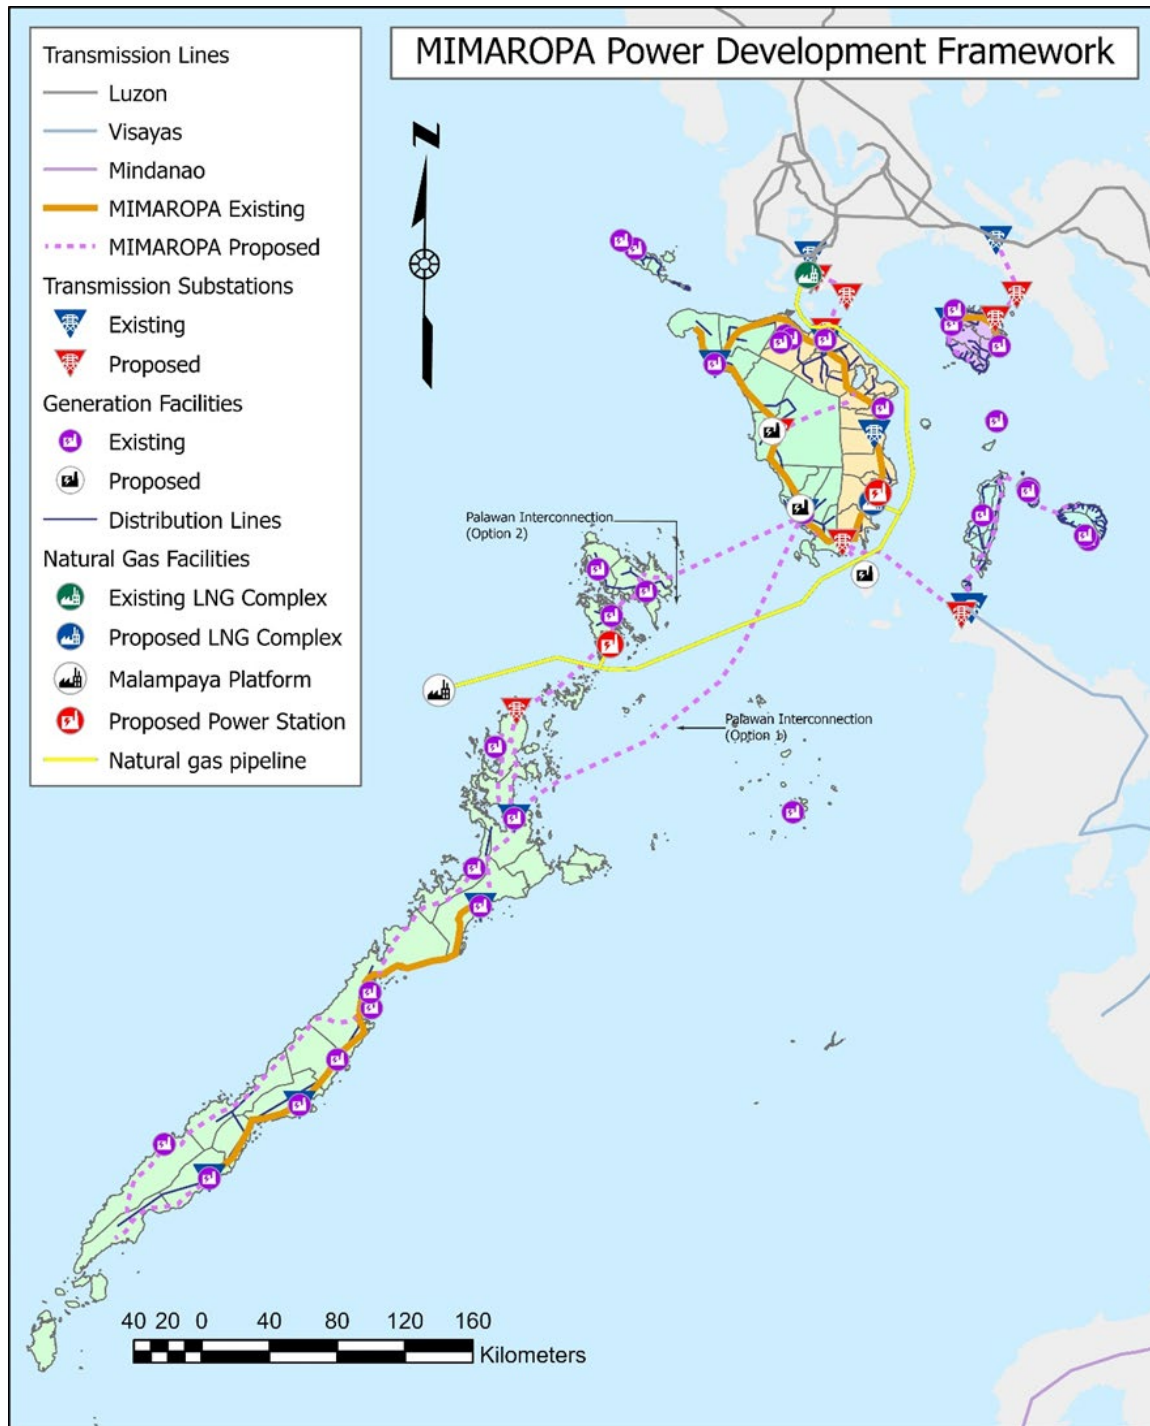 MIMAROPA Power Development Framework
Transmission Lines
Luzon
Visayas
Mindanao
MIMAROPA Existing
MIMAROPA Proposed
Transmission Substations
Existing
Proposed
Generation Facilities
Existing
Proposed
Distribution Lines
Natural Gas Facilities
Existing LNG Complex
Proposed LNG Complex
Malampaya Platform
Proposed Power Station
Natural gas pipeline
N
Palawan Interconnection
(Option 2)
Palawan Interconnection
(Option 1)
40 20 0 40 80 120 160
Kilometers